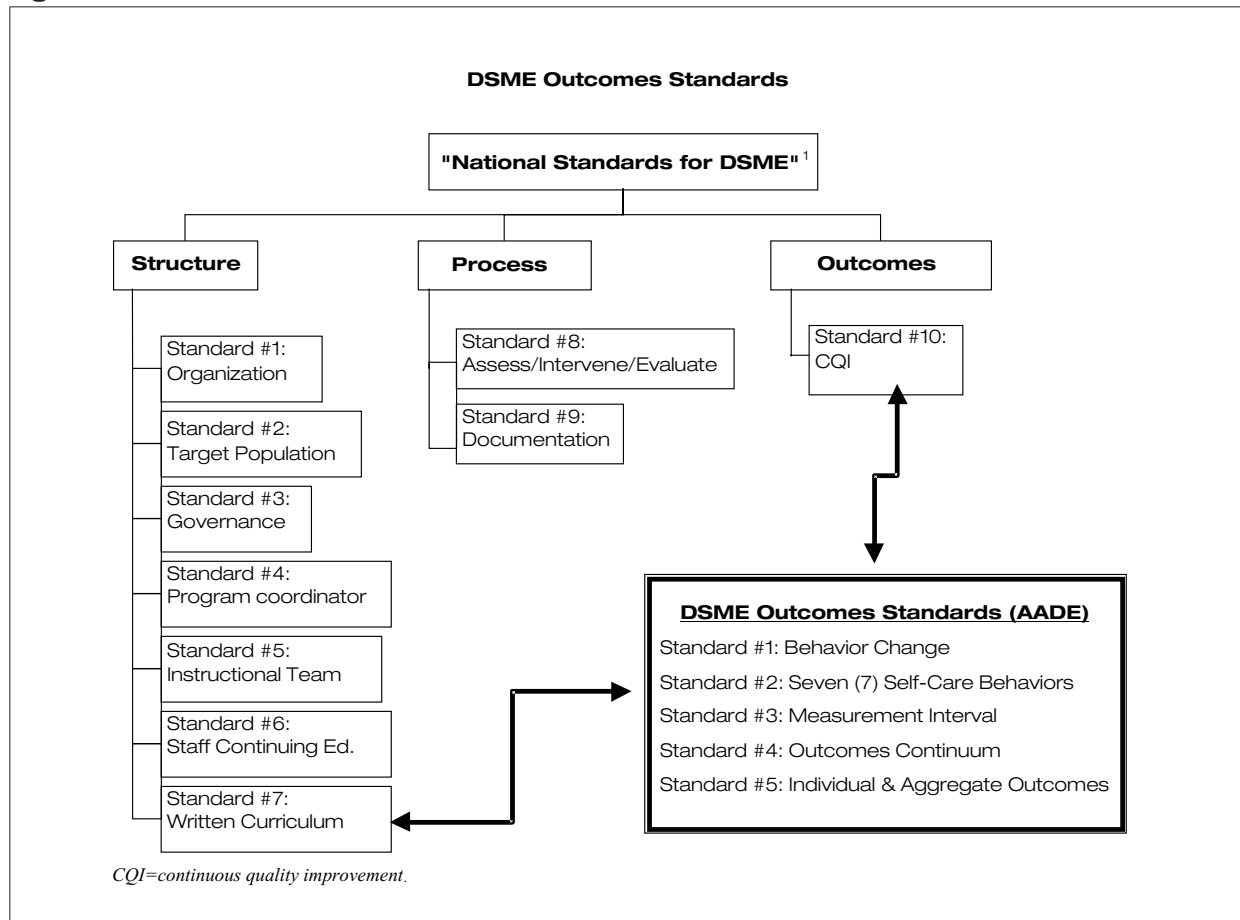 DSME Outcomes Standards
"National Standards for DSME" 1
Structure
Process
Outcomes
Standard #1:
Organization
Standard #2:
Target Population
Standard #3:
Governance
Standard #4:
Program coordinator
Standard #5:
Instructional Team
Standard #6:
Staff Continuing Ed.
Standard #7:
Written Curriculum
Standard #8:
Assess/Intervene/Evaluate
Standard #9:
Documentation
Standard #10:
CQI
DSME Outcomes Standards (AADE)
Standard #1: Behavior Change
Standard #2: Seven (7) Self-Care Behaviors
Standard #3: Measurement Interval
Standard #4: Outcomes Continuum
Standard #5: Individual & Aggregate Outcomes
CQI=continuous quality improvement.